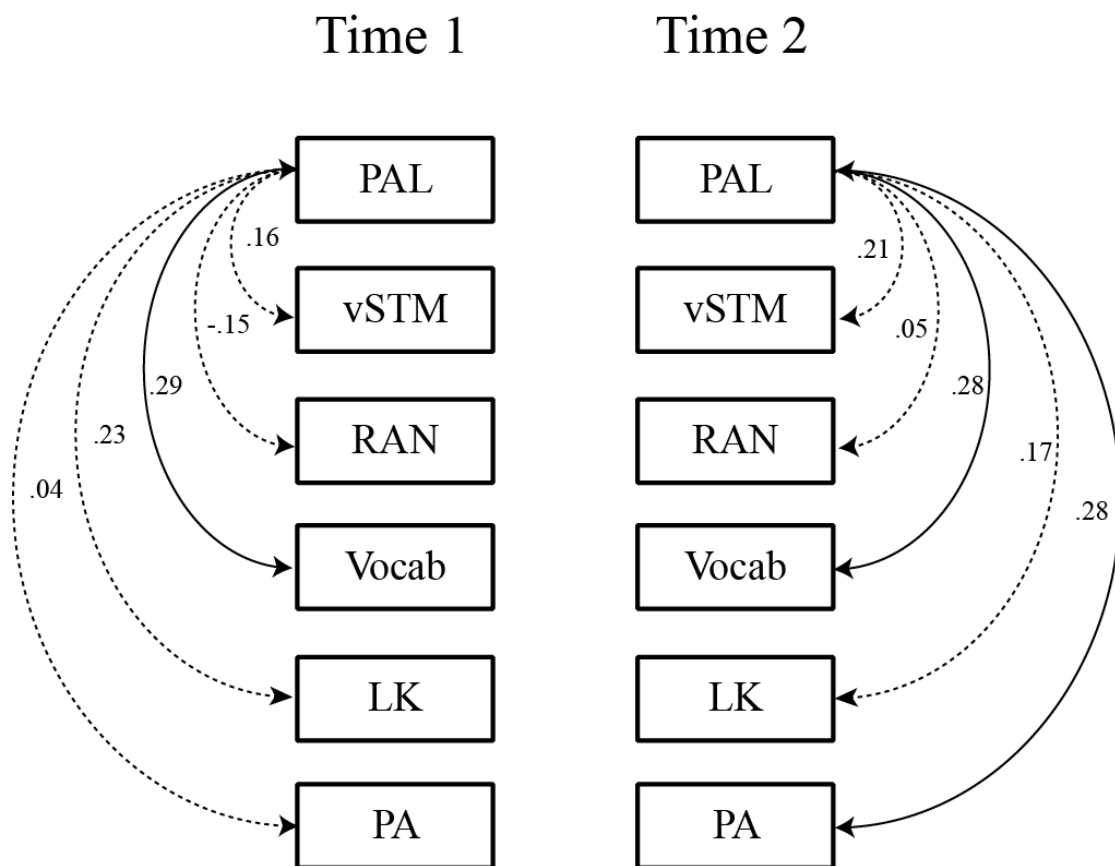 Time 1 Time 2
PAL PAL
.16 .21
vSTM vSTM
-.15 .05
.29 .28
RAN RAN
.23 .17
.04 .28
Vocab Vocab
LK LK
PA PA